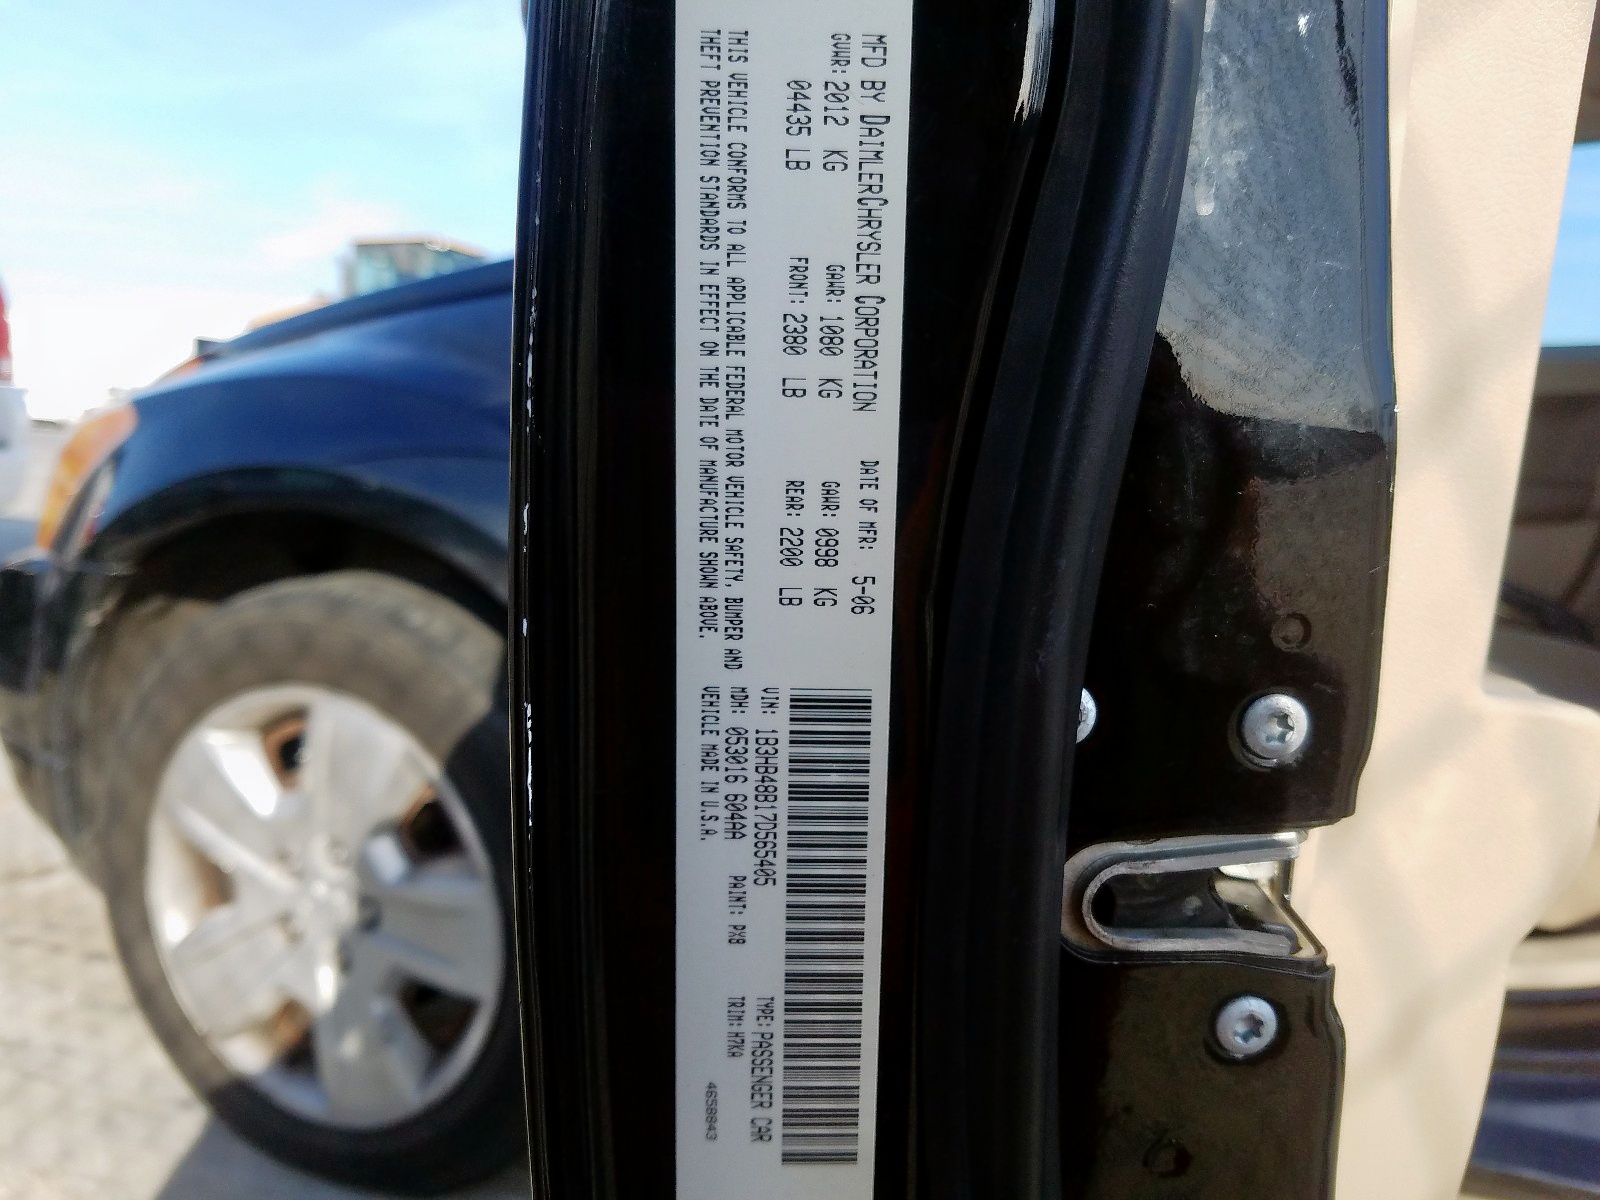 MFD BY DAIMLERCHRYSLER CORPORATION DATE OF MFR: 5-06
GVWR: 2012 KG GAWR: 1080 KG GAWR: 0998 KG
04435 LB FRONT: 2380 LB REAR: 2200 LB
THIS VEHICLE CONFORMS TO ALL APPLICABLE FEDERAL MOTOR VEHICLE SAFETY, BUMPER AND
THEFT PREVENTION STANDARDS IN EFFECT ON THE DATE OF MANUFACTURE SHOWN ABOVE.
VIN: 1B3HB48B17D565405 TYPE: PASSENGER CAR
MDH: 053016 604AA PAINT: PXB TRIM: H7KA
VEHICLE MADE IN U.S.A. 4658843